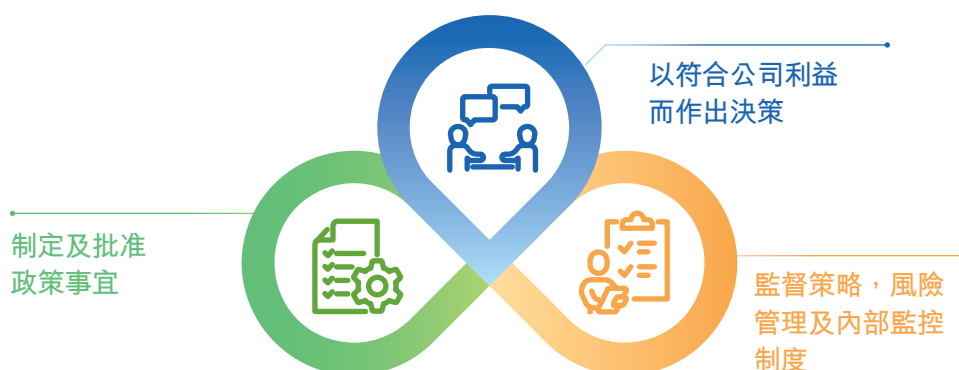 以符合公司利益
而作出決策
制定及批准
政策事宜
監督策略，風險
管理及內部監控
制度